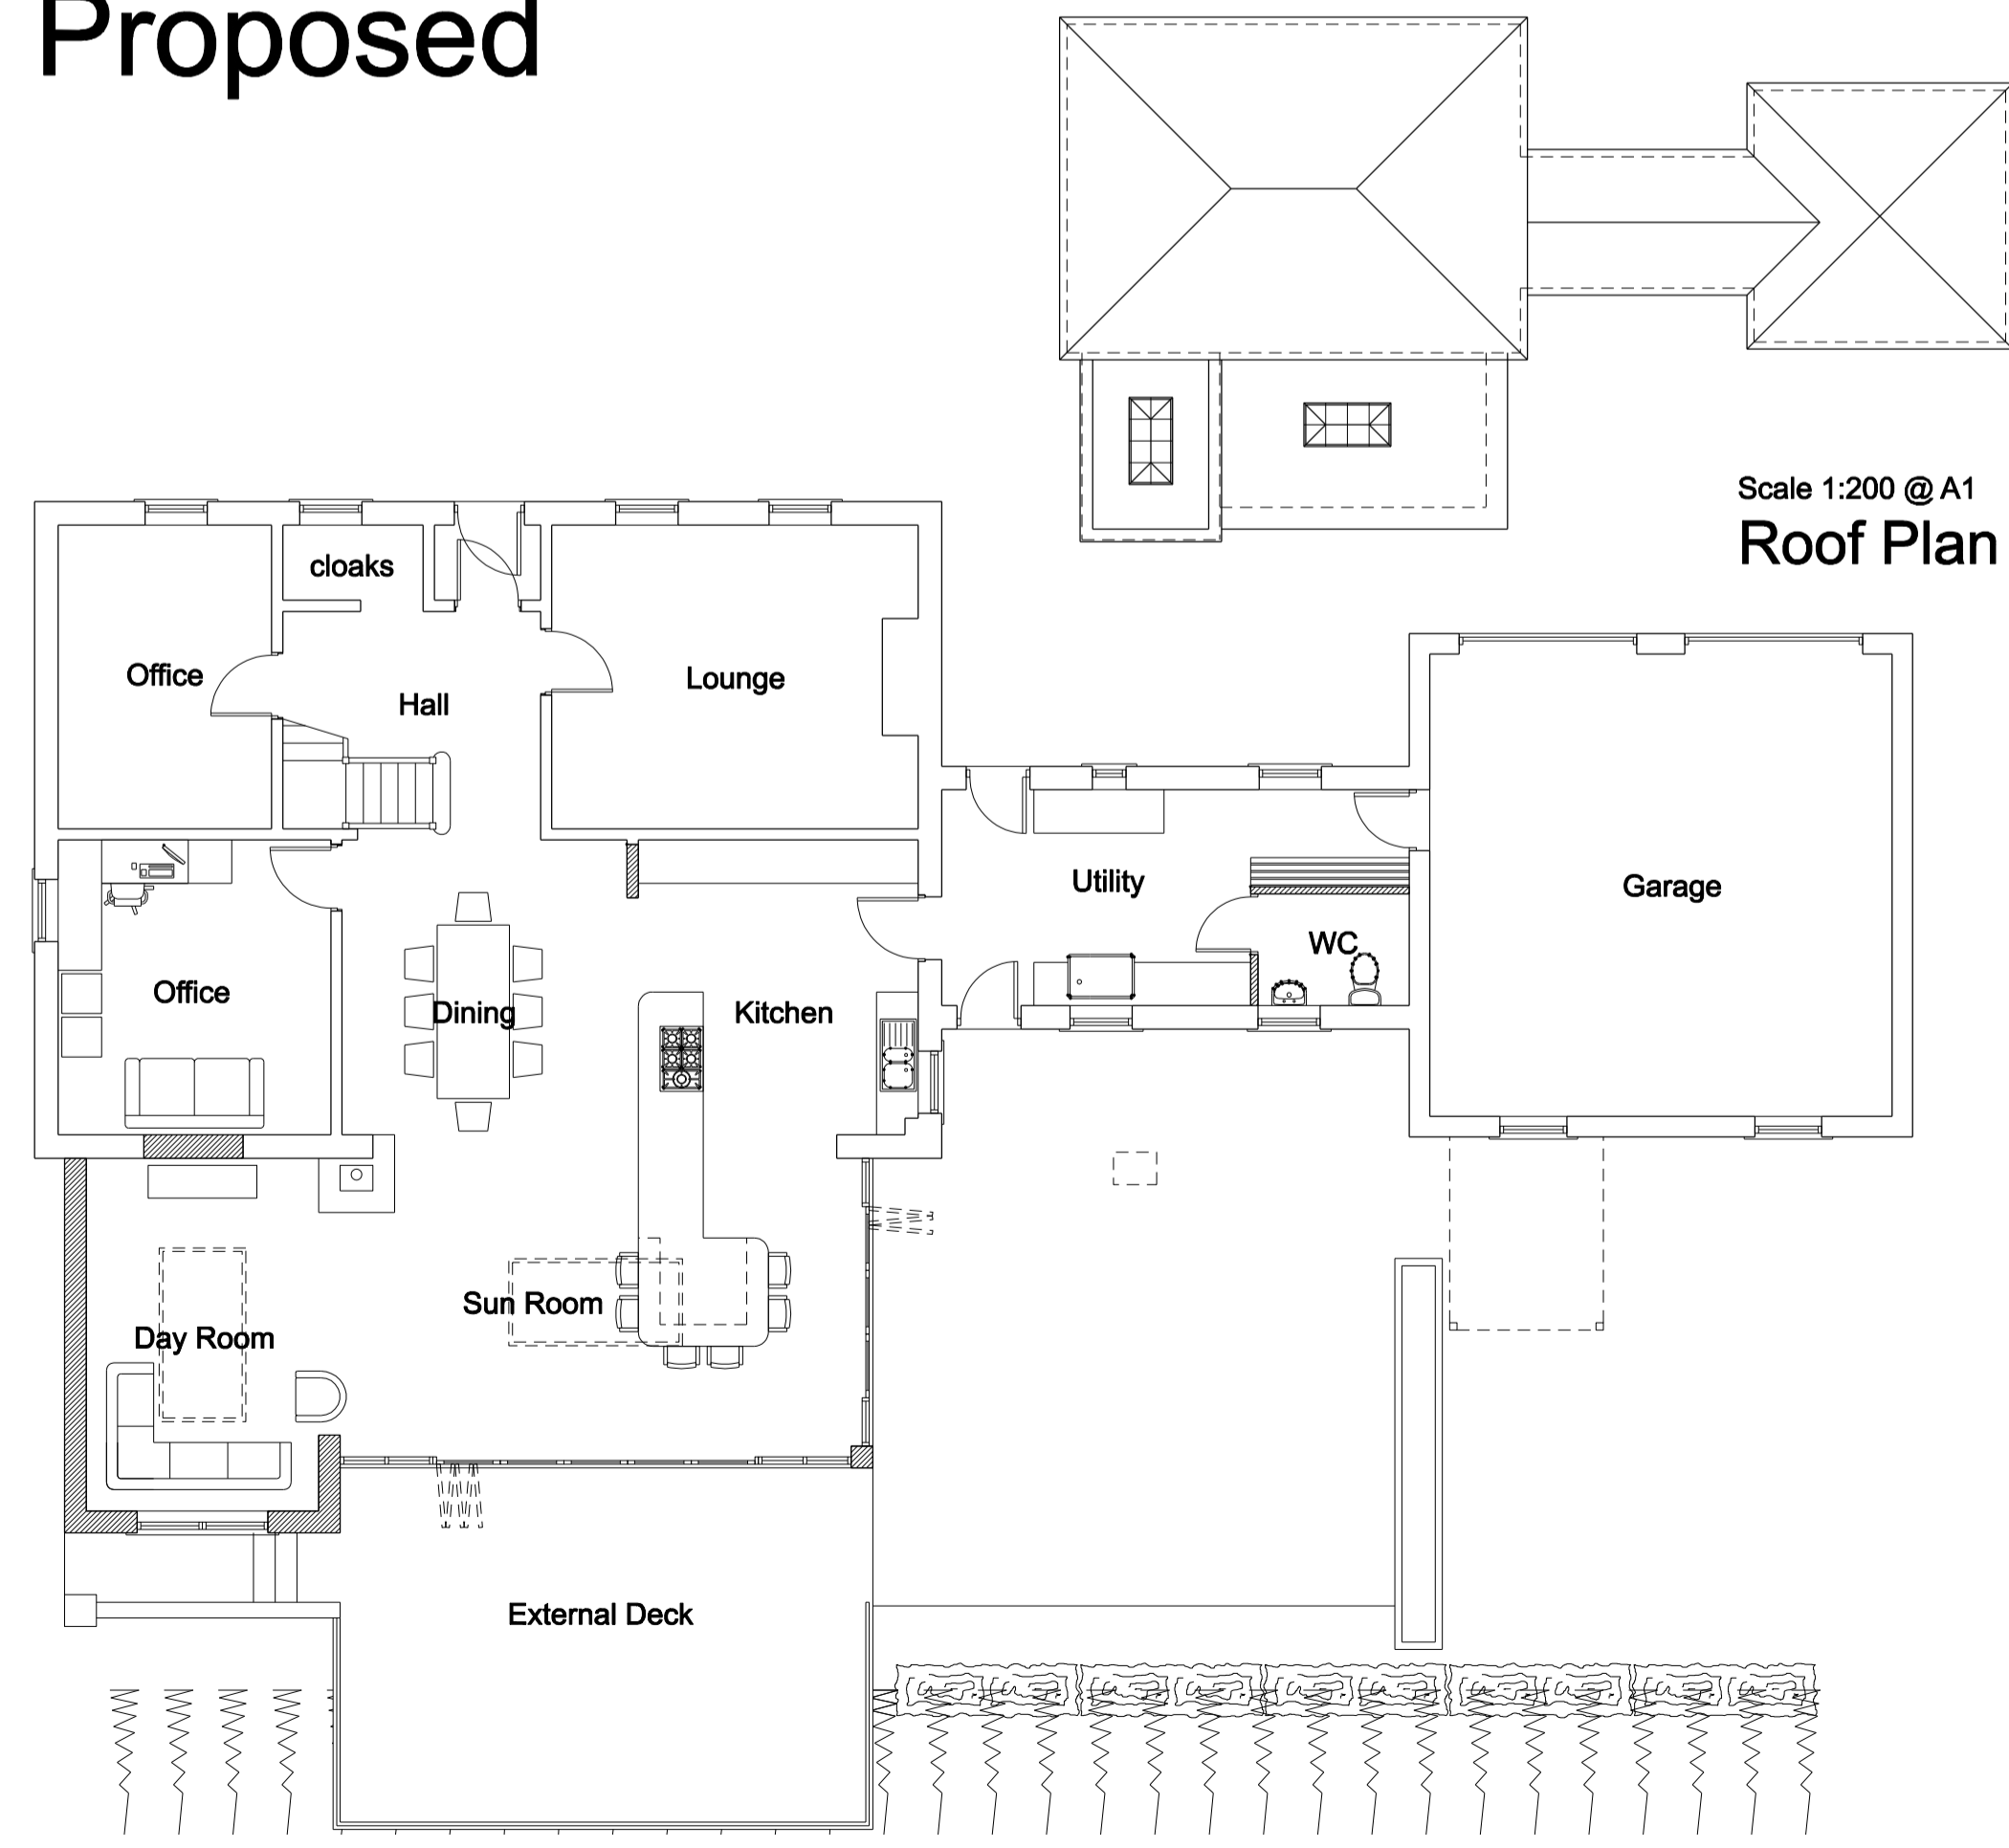 Proposed
Scale 1:200 @ A1
Roof Plan
cloaks
Office
Hall
Lounge
Utility
Garage
WC
Office
Dining
Kitchen
Sun Room
Day Room
External Deck